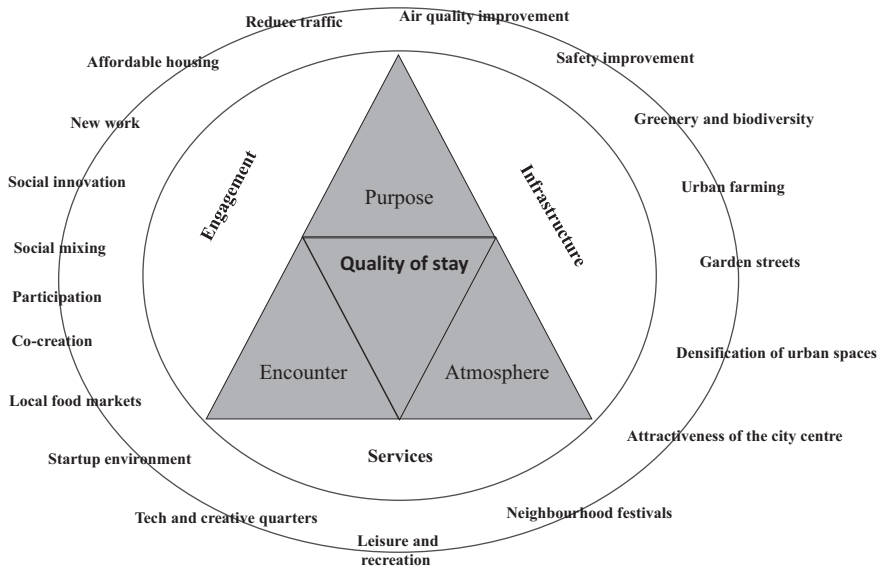 Air quality improvement
Reduce traffic
Safety improvement
Affordable housing
Greenery and biodiversity
New work
Social innovation
Urban farming
Engagement
Infrastructure
Purpose
Social mixing
Quality of stay
Garden streets
Participation
Co-creation
Densification of urban spaces
Encounter
Atmosphere
Local food markets
Attractiveness of the city centre
Services
Startup environment
Neighbourhood festivals
Tech and creative quarters
Leisure and
recreation